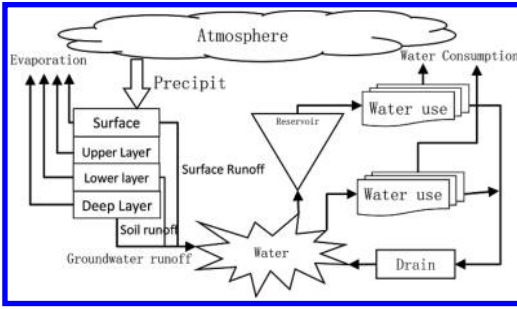 Atmosphere
Evaporation
Water Consumption
Precipit
Surface
Reservoir
Water use
Upper Layer
Surface Runoff
Lower layer
Deep Layer
Water use
Soil runoff
Water
Groundwater runoff
Drain